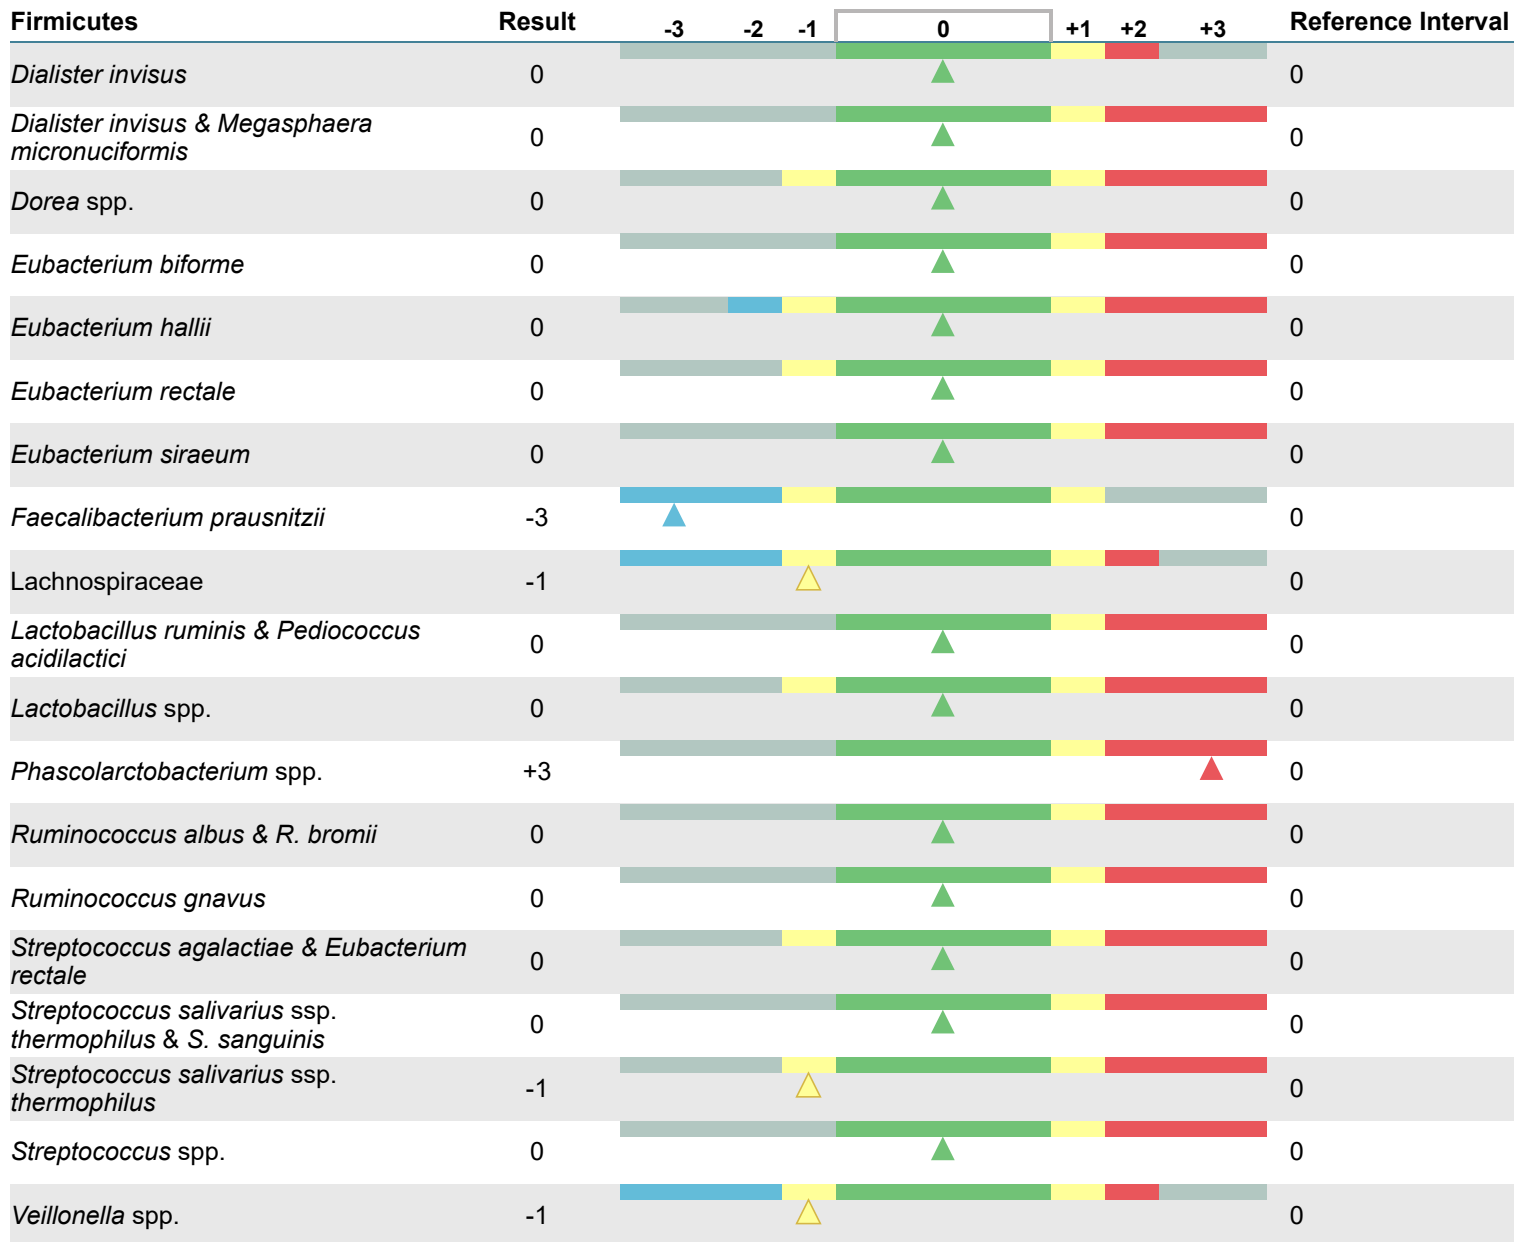 Firmicutes Result -3 -2 -1 0 +1 +2 +3 Reference Interval
Dialister invisus 0 0
Dialister invisus & Megasphaera
micronuciformis 0 0
Dorea spp. 0 0
Eubacterium biforme 0 0
Eubacterium hallii 0 0
Eubacterium rectale 0 0
Eubacterium siraeum 0 0
Faecalibacterium prausnitzii -3 0
Lachnospiraceae -1 0
Lactobacillus ruminis & Pediococcus
acidilactici 0 0
Lactobacillus spp. 0 0
Phascolarctobacterium spp. +3 0
Ruminococcus albus & R. bromii 0 0
Ruminococcus gnavus 0 0
Streptococcus agalactiae & Eubacterium
rectale 0 0
Streptococcus salivarius ssp.
thermophilus & S. sanguinis 0 0
Streptococcus salivarius ssp.
thermophilus -1 0
Streptococcus spp. 0 0
Veillonella spp. -1 0